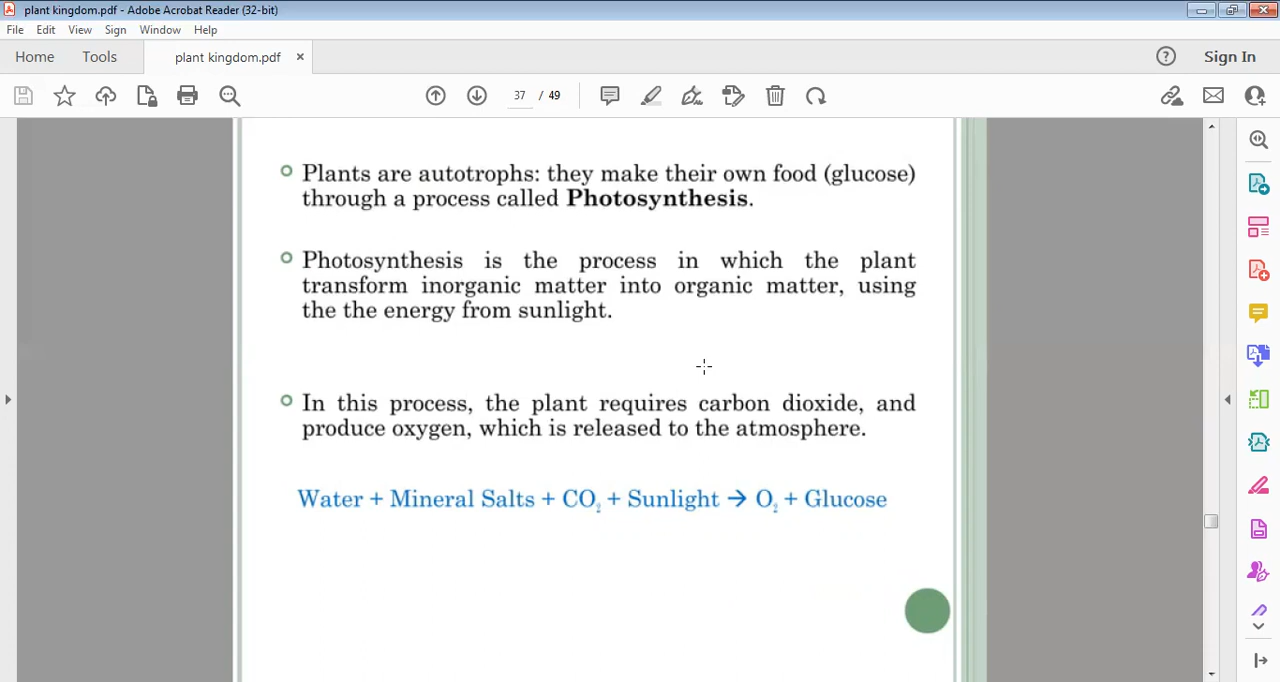 plant kingdom.pdf - Adobe Acrobat Reader (32-bit)
File Edit View Sign Window Help
Home Tools plant kingdom.pdf × Sign In
37 / 49
Plants are autotrophs: they make their own food (glucose)
through a process called Photosynthesis.
Photosynthesis is the process in which the plant
transform inorganic matter into organic matter, using
the the energy from sunlight.
In this process, the plant requires carbon dioxide, and
produce oxygen, which is released to the atmosphere.
Water + Mineral Salts + CO₂ + Sunlight → O₂ + Glucose